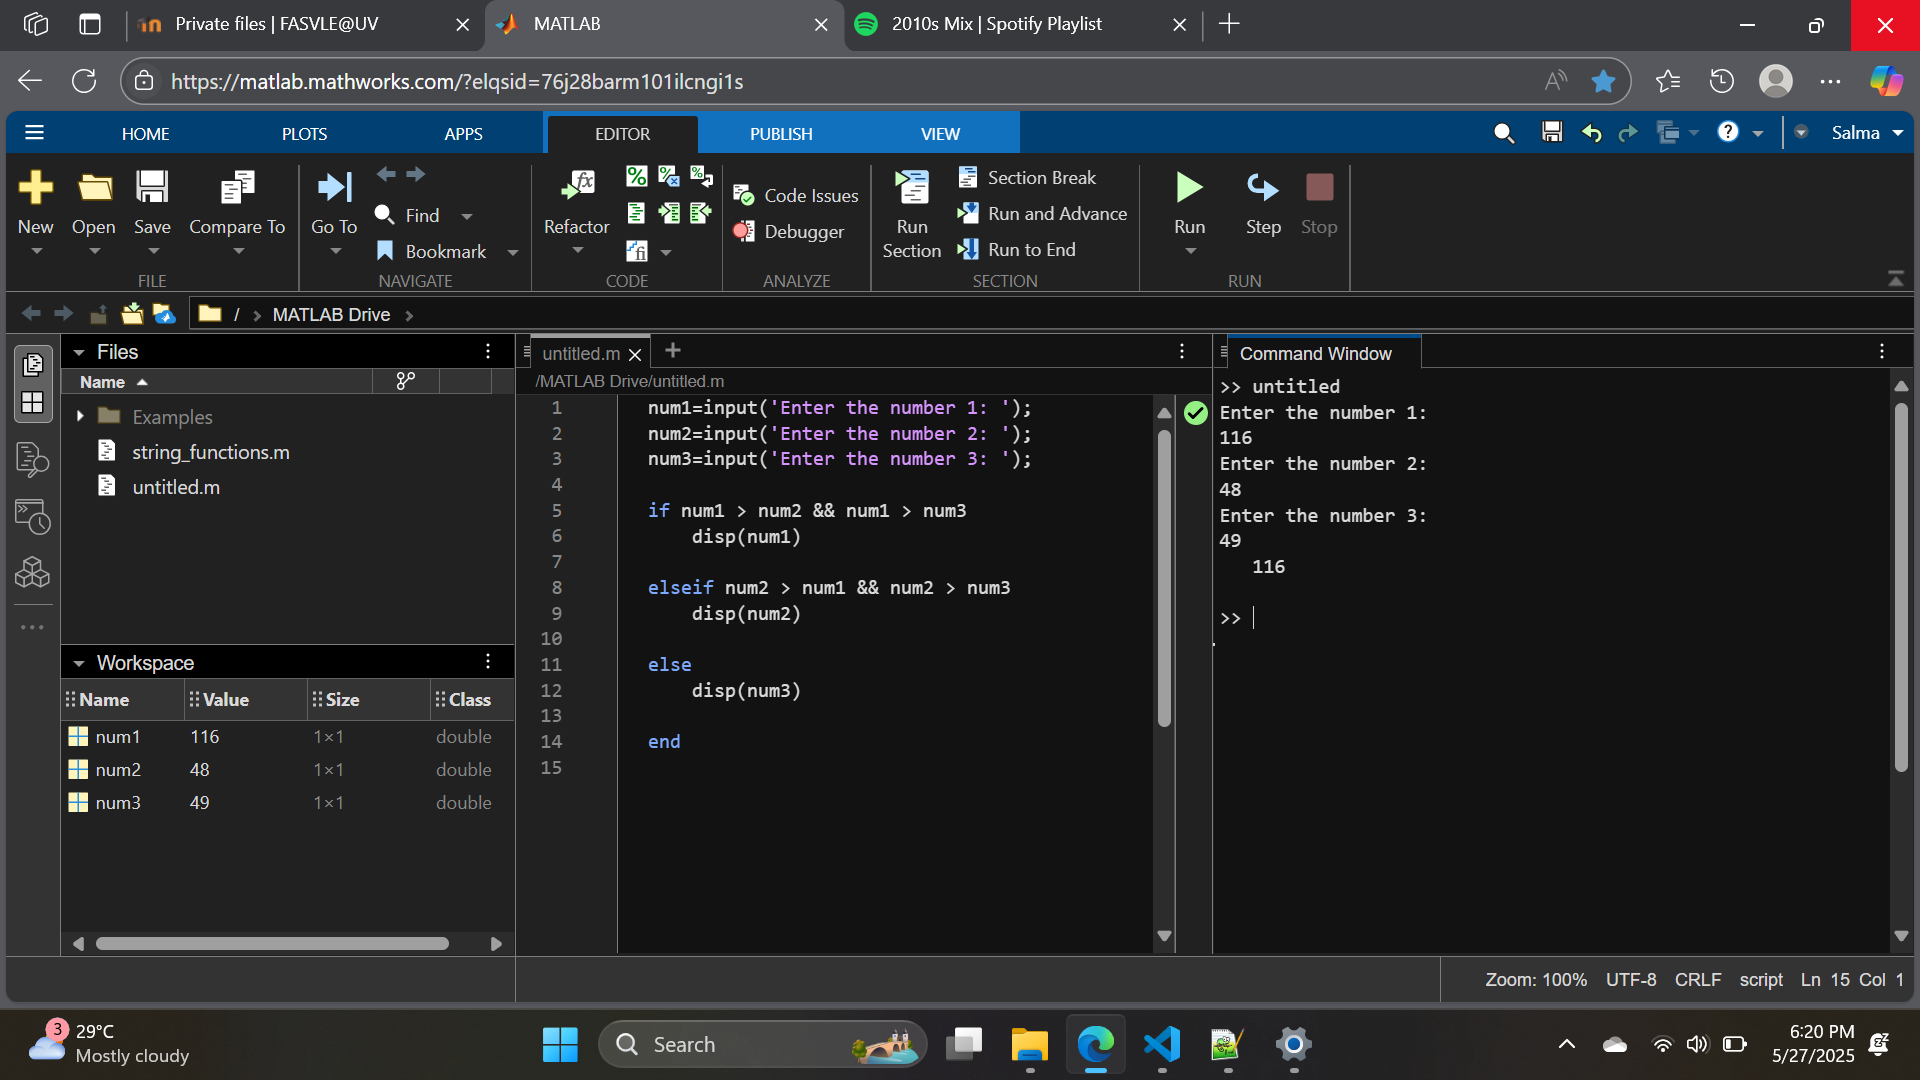 Private files | FASVLE@UV
MATLAB
2010s Mix | Spotify Playlist
https://matlab.mathworks.com/?elqsid=76j28barm101ilcngi1s
HOME PLOTS APPS EDITOR PUBLISH VIEW
Salma
New
Open
Save
Compare To
FILE
Go To
Find
Bookmark
NAVIGATE
Refactor
CODE
Code Issues
Debugger
ANALYZE
Run Section
Section Break
Run and Advance
Run to End
SECTION
Run
Step
Stop
RUN
/ > MATLAB Drive >
Files
Name
Examples
string_functions.m
untitled.m
Workspace
Name Value Size Class
num1 116 1×1 double
num2 48 1×1 double
num3 49 1×1 double
untitled.m
/MATLAB Drive/untitled.m
1 num1=input('Enter the number 1: ');
2 num2=input('Enter the number 2: ');
3 num3=input('Enter the number 3: ');
4
5 if num1 > num2 && num1 > num3
6 disp(num1)
7
8 elseif num2 > num1 && num2 > num3
9 disp(num2)
10
11 else
12 disp(num3)
13
14 end
15
Command Window
>> untitled
Enter the number 1:
116
Enter the number 2:
48
Enter the number 3:
49
116
>>
Zoom: 100% UTF-8 CRLF script Ln 15 Col 1
3
29°C
Mostly cloudy
Search
6:20 PM
5/27/2025